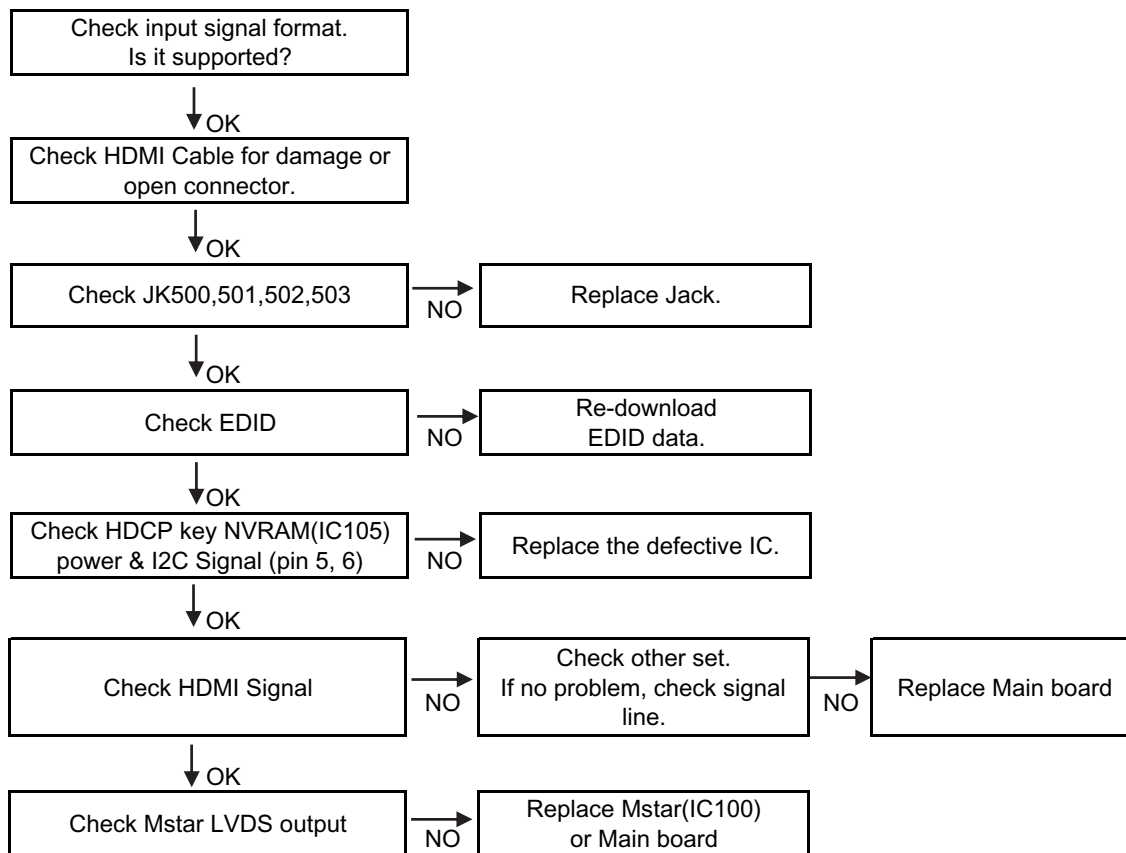 Check input signal format.
Is it supported?
OK
Check HDMI Cable for damage or
open connector.
OK
Check JK500,501,502,503
NO
Replace Jack.
OK
Check EDID
NO
Re-download
EDID data.
OK
Check HDCP key NVRAM(IC105)
power & I2C Signal (pin 5, 6)
NO
Replace the defective IC.
OK
Check HDMI Signal
NO
Check other set.
If no problem, check signal
line.
NO
Replace Main board
OK
Check Mstar LVDS output
NO
Replace Mstar(IC100)
or Main board